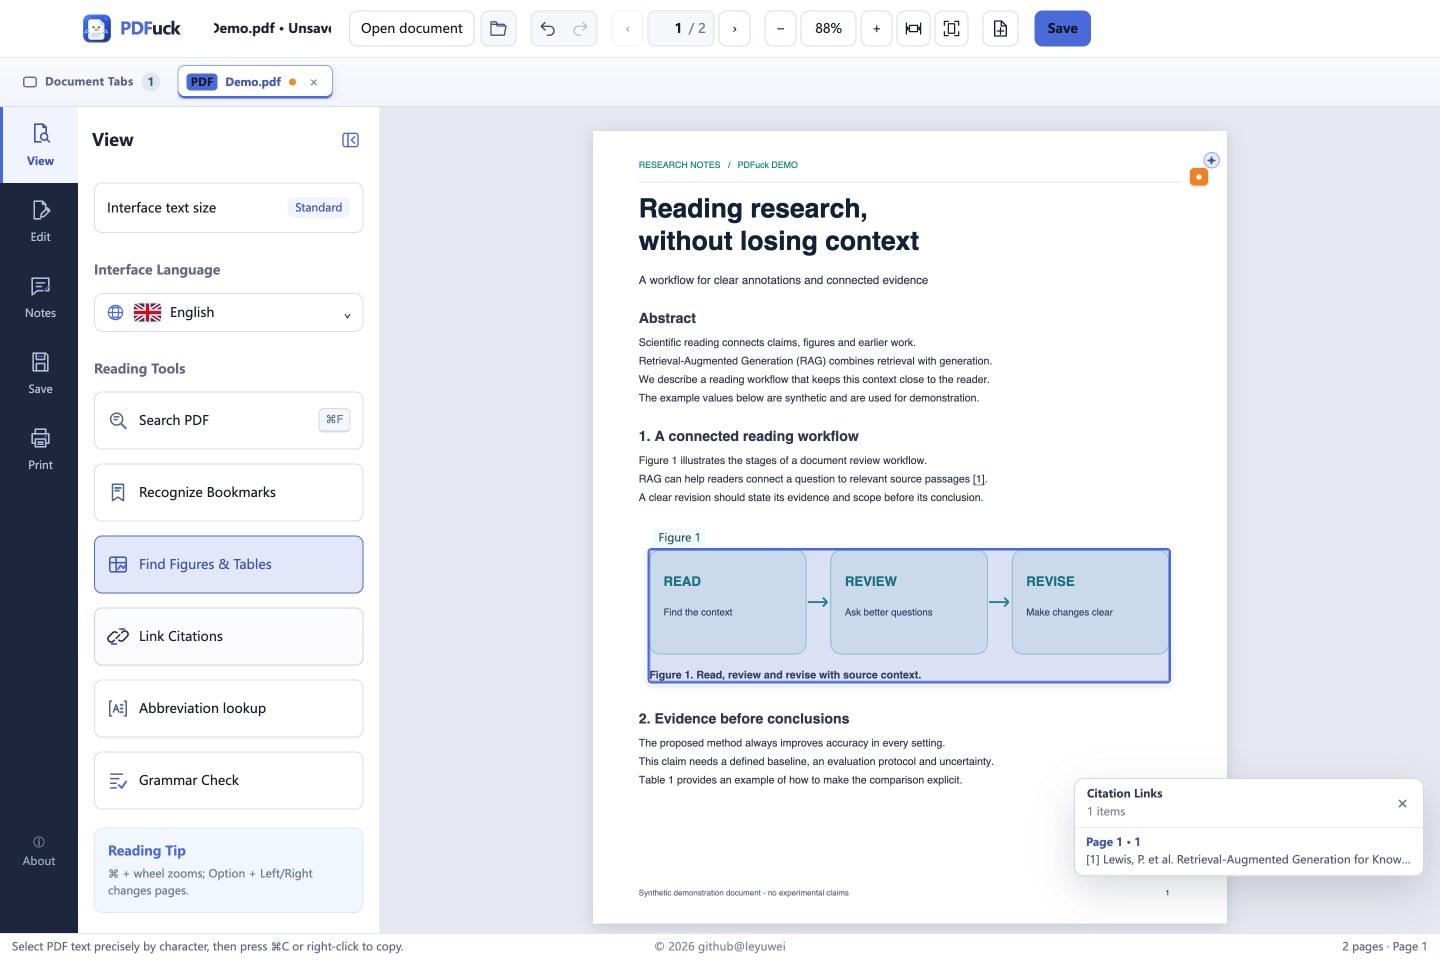 PDFuck
Demo.pdf • Unsave
Open document
‹
1 / 2
›
−
88%
+
Save
Document Tabs 1
PDF Demo.pdf ×
View
Edit
Notes
Save
Print
About
View
Interface text size Standard
Interface Language
English
Reading Tools
Search PDF ⌘F
Recognize Bookmarks
Find Figures & Tables
Link Citations
Abbreviation lookup
Grammar Check
Reading Tip
⌘ + wheel zooms; Option + Left/Right
changes pages.
RESEARCH NOTES / PDFuck DEMO
Reading research,
without losing context
A workflow for clear annotations and connected evidence
Abstract
Scientific reading connects claims, figures and earlier work.
Retrieval-Augmented Generation (RAG) combines retrieval with generation.
We describe a reading workflow that keeps this context close to the reader.
The example values below are synthetic and are used for demonstration.
1. A connected reading workflow
Figure 1 illustrates the stages of a document review workflow.
RAG can help readers connect a question to relevant source passages [1].
A clear revision should state its evidence and scope before its conclusion.
Figure 1
READ
Find the context
REVIEW
Ask better questions
REVISE
Make changes clear
Figure 1. Read, review and revise with source context.
2. Evidence before conclusions
The proposed method always improves accuracy in every setting.
This claim needs a defined baseline, an evaluation protocol and uncertainty.
Table 1 provides an example of how to make the comparison explicit.
Synthetic demonstration document - no experimental claims 1
Citation Links
1 items
×
Page 1 • 1
[1] Lewis, P. et al. Retrieval-Augmented Generation for Know...
Select PDF text precisely by character, then press ⌘C or right-click to copy.
© 2026 github@leyuwei
2 pages · Page 1